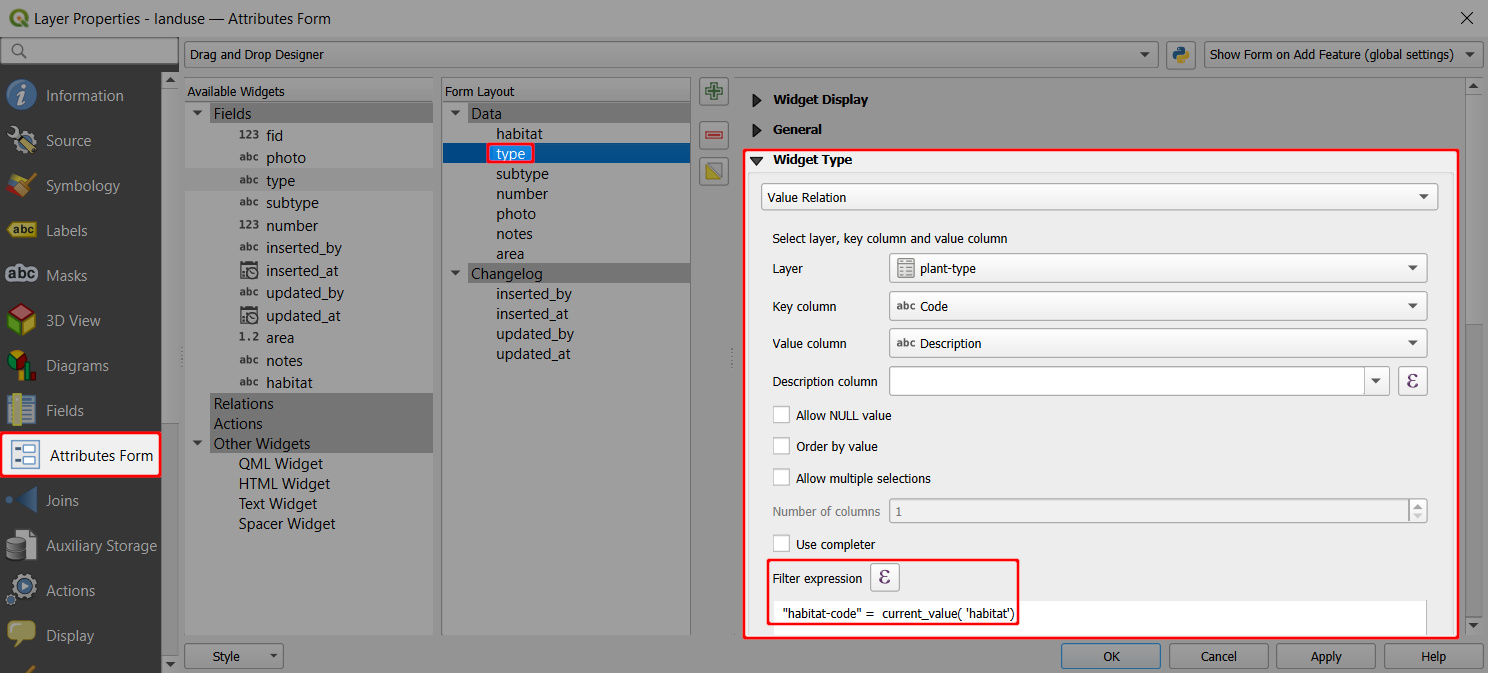 Layer Properties - landuse — Attributes Form
Drag and Drop Designer
Show Form on Add Feature (global settings)
Information
Source
Symbology
abc Labels
abc Masks
3D View
Diagrams
Fields
Attributes Form
Joins
Auxiliary Storage
Actions
Display
Available Widgets
Fields
123 fid
abc photo
abc type
abc subtype
123 number
abc inserted_by
inserted_at
abc updated_by
updated_at
1.2 area
abc notes
abc habitat
Relations
Actions
Other Widgets
QML Widget
HTML Widget
Text Widget
Spacer Widget
Form Layout
Data
habitat
type
subtype
number
photo
notes
area
Changelog
inserted_by
inserted_at
updated_by
updated_at
Widget Display
General
Widget Type
Value Relation
Select layer, key column and value column
Layer plant-type
Key column abc Code
Value column abc Description
Description column ε
Allow NULL value
Order by value
Allow multiple selections
Number of columns 1
Use completer
Filter expression ε
"habitat-code" = current_value( 'habitat')
Style
OK
Cancel
Apply
Help